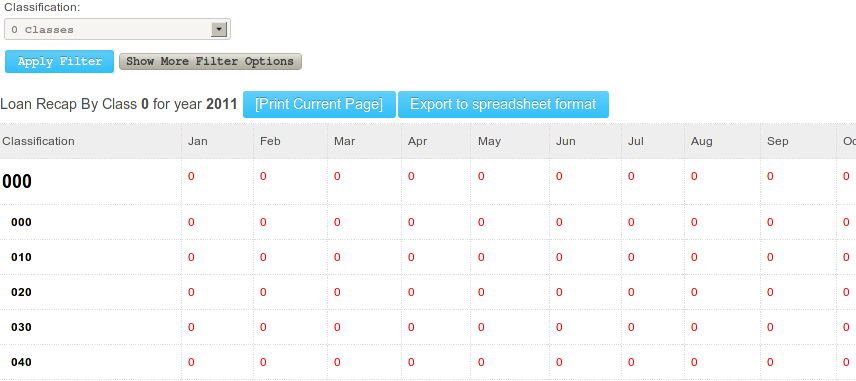 Classification:
0 Classes
Apply Filter Show More Filter Options
Loan Recap By Class 0 for year 2011 [Print Current Page] Export to spreadsheet format
Classification Jan Feb Mar Apr May Jun Jul Aug Sep Oc
000 0 0 0 0 0 0 0 0 0 0
000 0 0 0 0 0 0 0 0 0 0
010 0 0 0 0 0 0 0 0 0 0
020 0 0 0 0 0 0 0 0 0 0
030 0 0 0 0 0 0 0 0 0 0
040 0 0 0 0 0 0 0 0 0 0